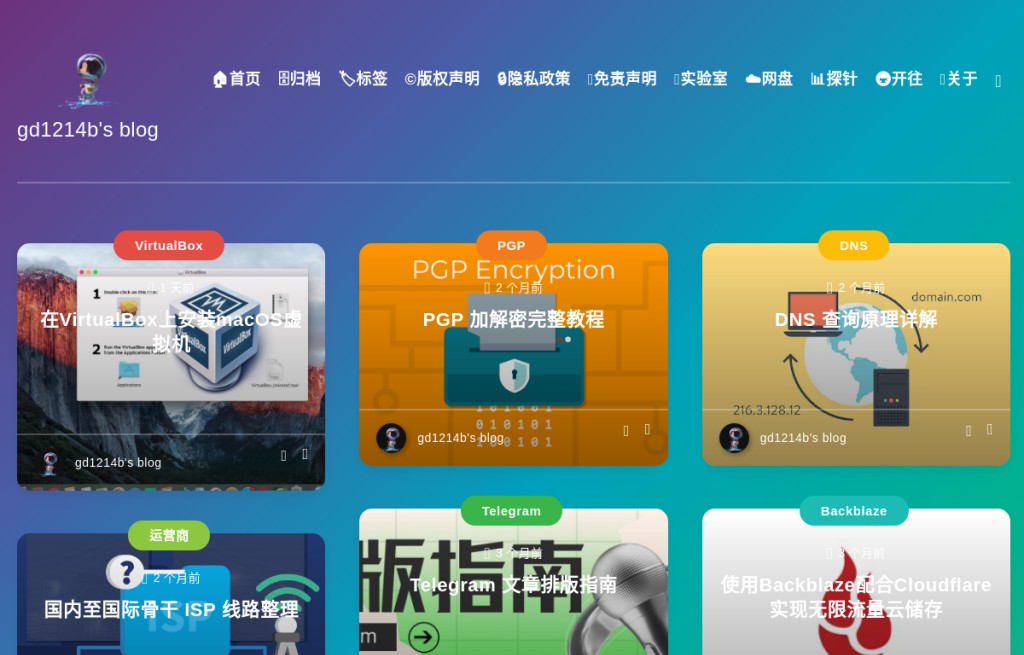 首页 归档 标签 ©版权声明 隐私政策 免责声明 实验室 网盘 探针 开往 关于
gd1214b's blog
VirtualBox
1 天前
在VirtualBox上安装macOS虚
拟机
gd1214b's blog
PGP
PGP Encryption
2 个月前
PGP 加解密完整教程
101001
010101
010101
gd1214b's blog
DNS
2 个月前
domain.com
DNS 查询原理详解
216.3.128.12
gd1214b's blog
运营商
2 个月前
国内至国际骨干 ISP 线路整理
ISP
Telegram
3 个月前
版指南
Telegram 文章排版指南
m
Backblaze
3 个月前
使用Backblaze配合Cloudflare
实现无限流量云储存